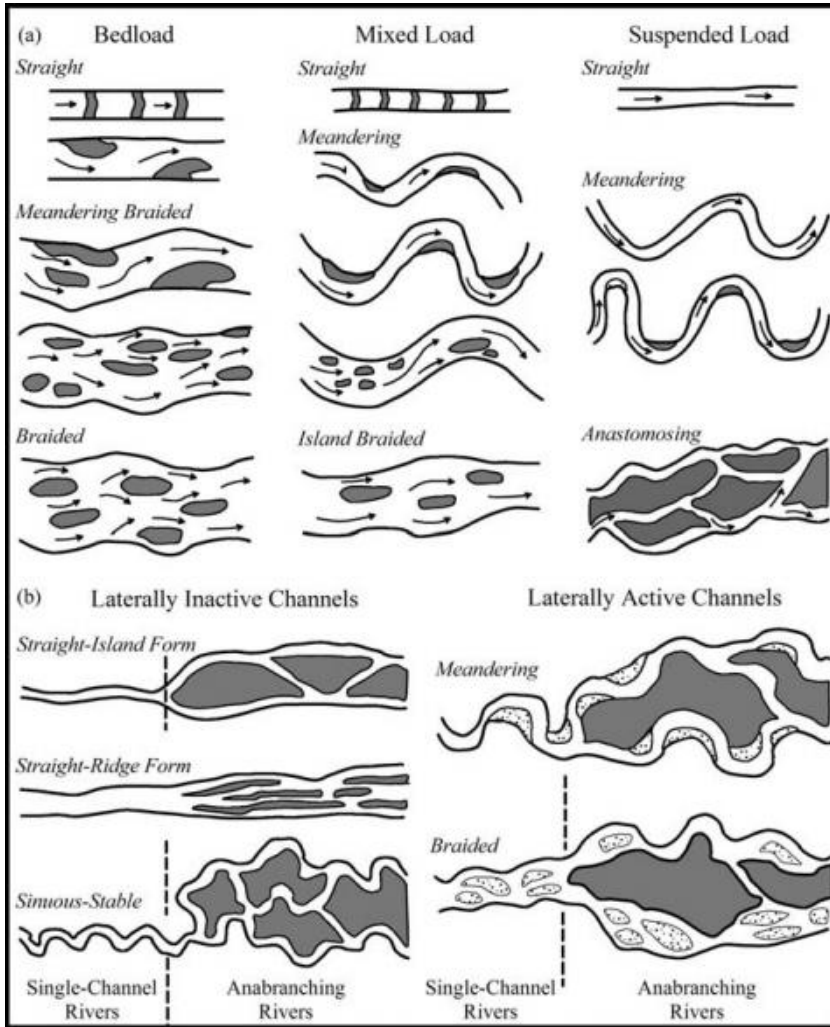 (a) Bedload Mixed Load Suspended Load
Straight Straight Straight
Meandering Meandering
Meandering Braided
Braided Island Braided Anastomosing
(b) Laterally Inactive Channels Laterally Active Channels
Straight-Island Form
Meandering
Straight-Ridge Form
Braided
Sinuous-Stable
Single-Channel Anabranching Single-Channel Anabranching
Rivers Rivers Rivers Rivers